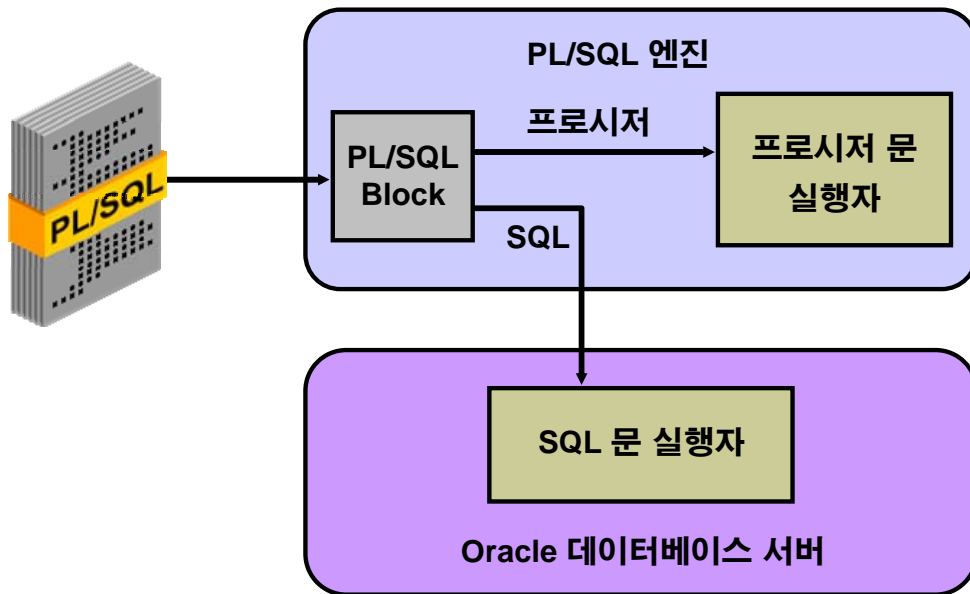 PL/SQL 엔진
PL/SQL
PL/SQL
Block
프로시저
프로시저 문
실행자
SQL
SQL 문 실행자
Oracle 데이터베이스 서버